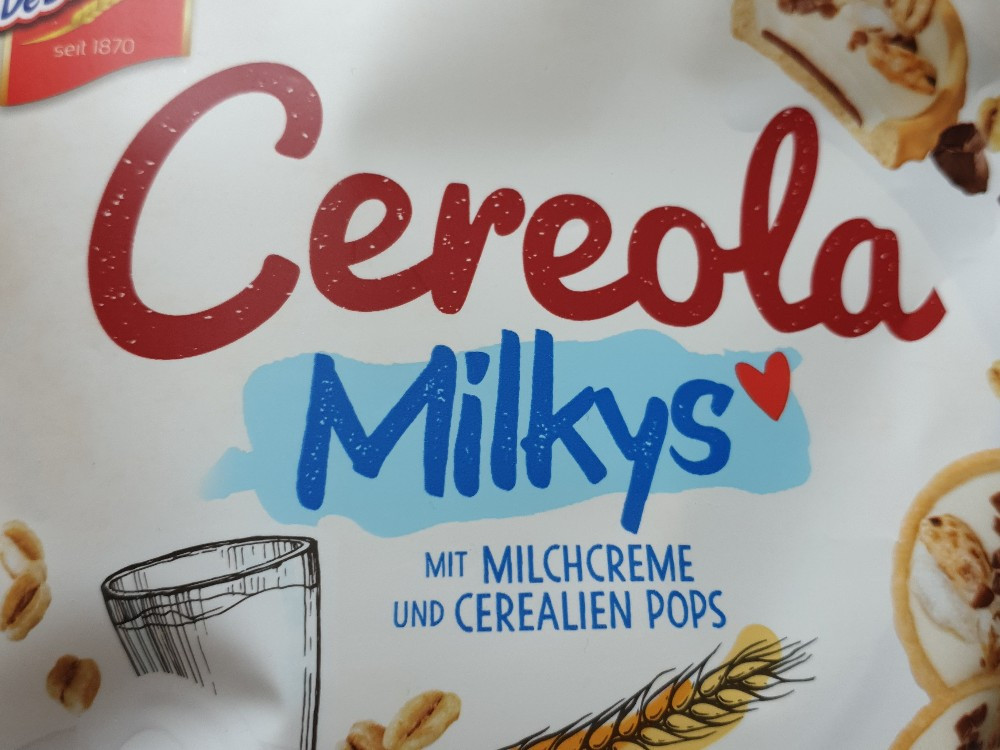 seit 1870
Cereola
Milkys
MIT MILCHCREME
UND CEREALIEN POPS